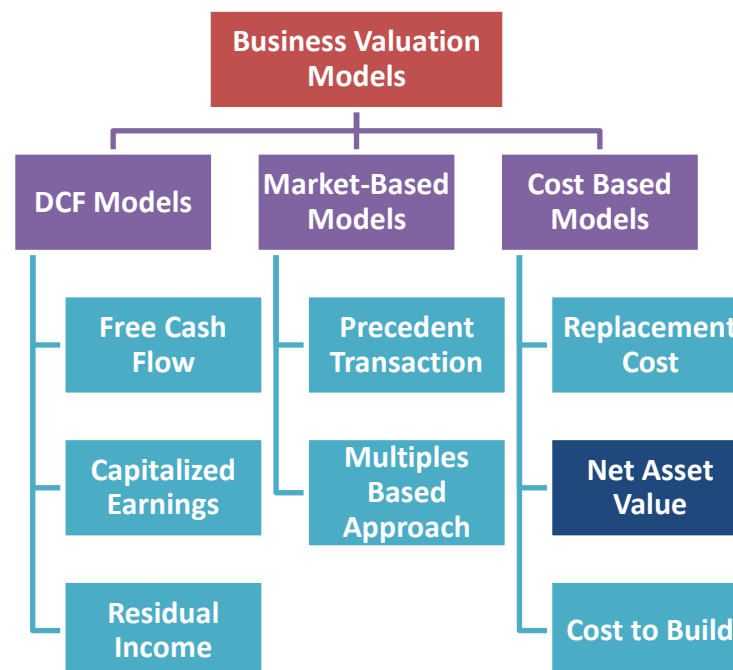 Business Valuation
Models
DCF Models
Market-Based
Models
Cost Based
Models
Free Cash
Flow
Precedent
Transaction
Replacement
Cost
Capitalized
Earnings
Multiples
Based
Approach
Net Asset
Value
Residual
Income
Cost to Build